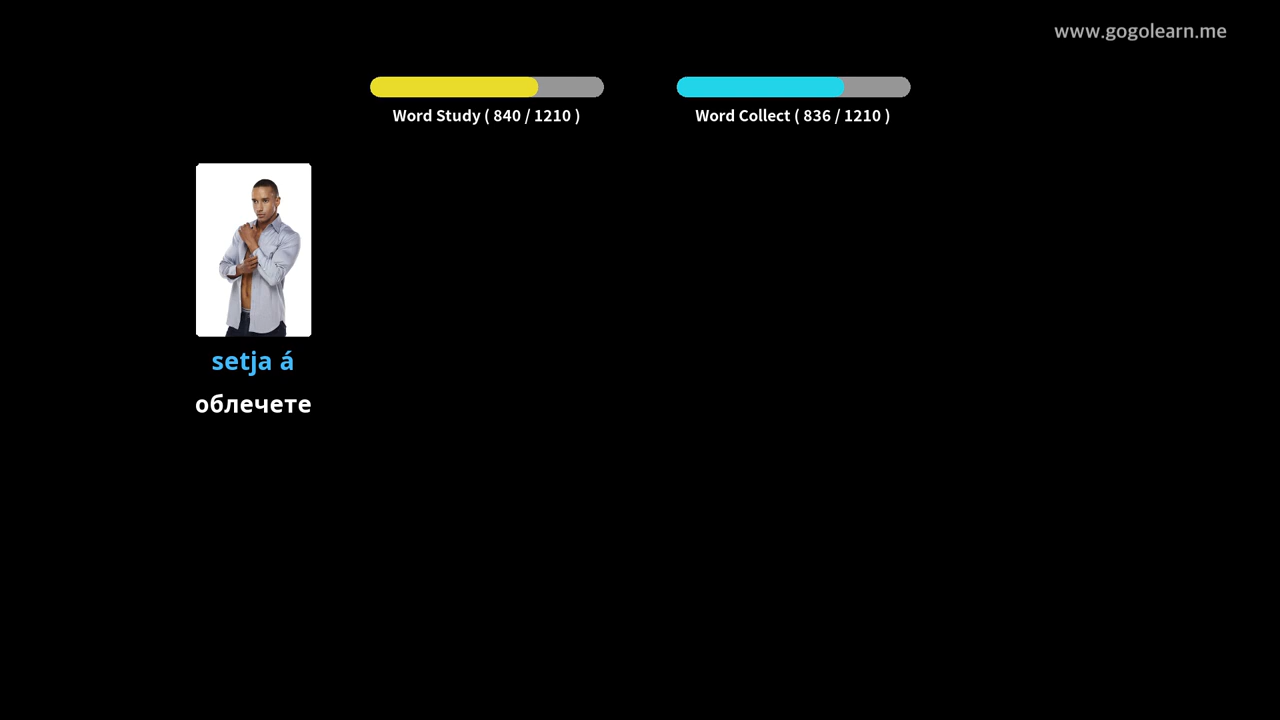 www.gogolearn.me
Word Study ( 840 / 1210 )
Word Collect ( 836 / 1210 )
setja á
облечете